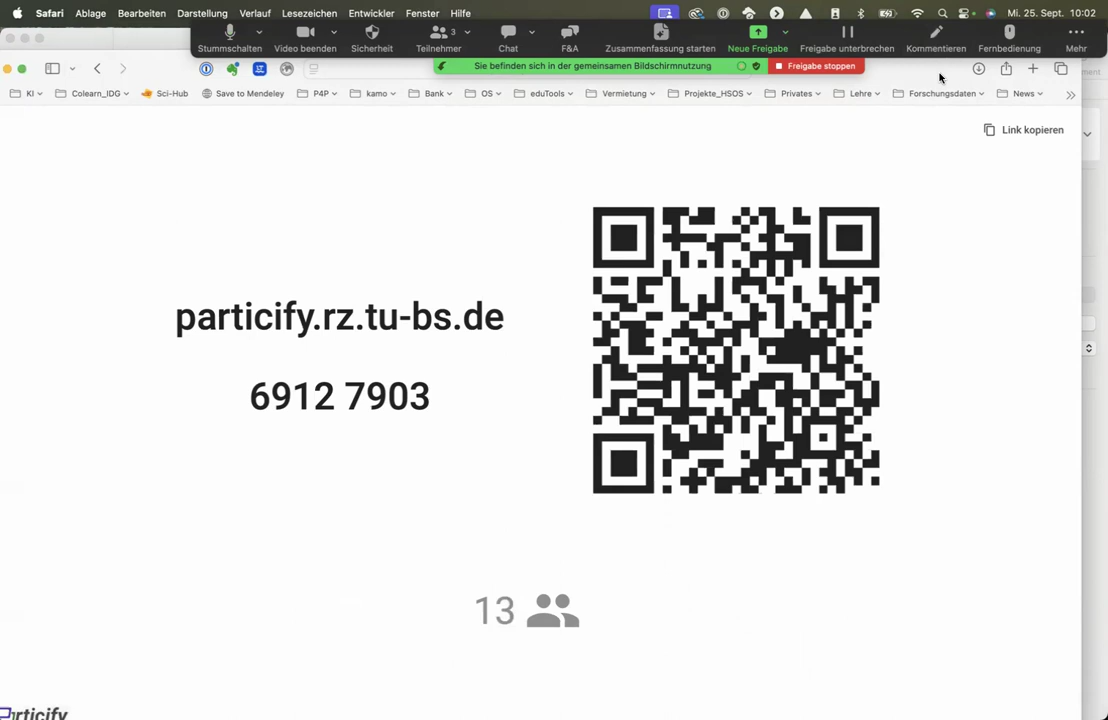 Safari Ablage Bearbeiten Darstellung Verlauf Lesezeichen Entwickler Fenster Hilfe Mi. 25. Sept. 10:02
Stummschalten Video beenden Sicherheit Teilnehmer 3 Chat F&A Zusammenfassung starten Neue Freigabe Freigabe unterbrechen Kommentieren Fernbedienung Mehr
Sie befinden sich in der gemeinsamen Bildschirmnutzung Freigabe stoppen
KI Colearn_IDG Sci-Hub Save to Mendeley P4P kamo Bank OS eduTools Vermietung Projekte_HSOS Privates Lehre Forschungsdaten News
Link kopieren
particify.rz.tu-bs.de
6912 7903
13